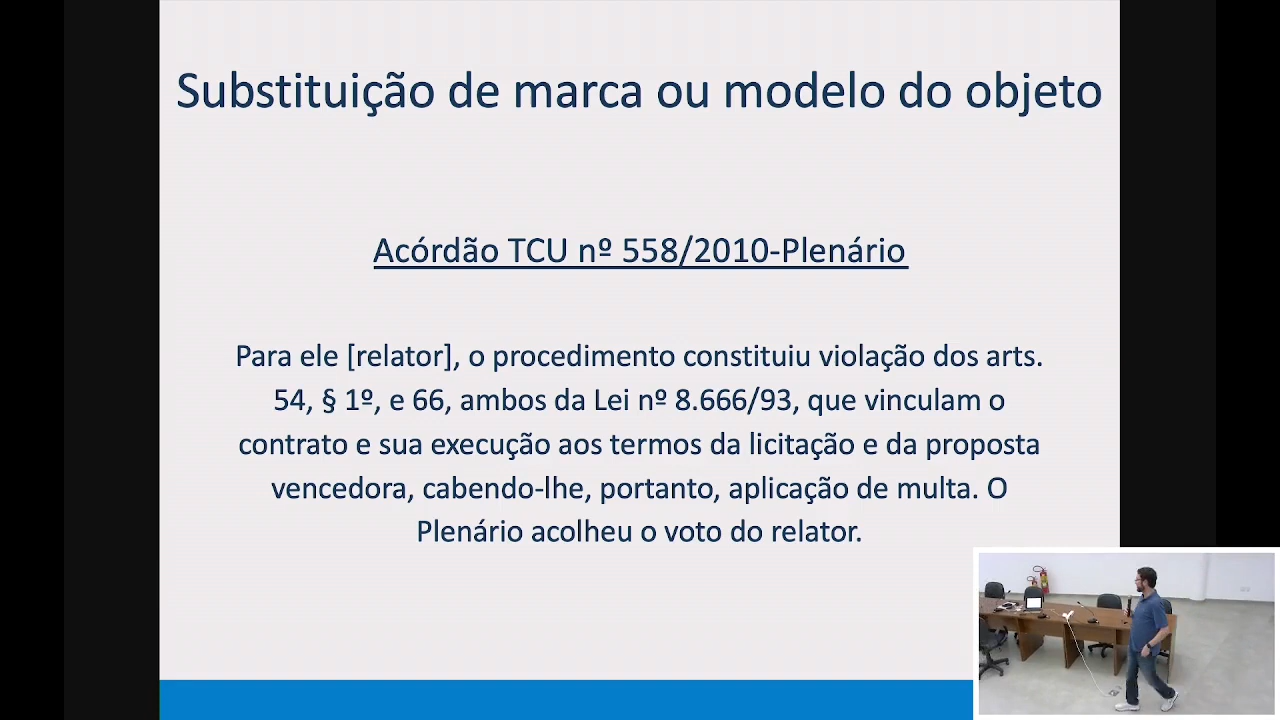 Substituição de marca ou modelo do objeto
Acórdão TCU nº 558/2010-Plenário
Para ele [relator], o procedimento constituiu violação dos arts.
54, § 1º, e 66, ambos da Lei nº 8.666/93, que vinculam o
contrato e sua execução aos termos da licitação e da proposta
vencedora, cabendo-lhe, portanto, aplicação de multa. O
Plenário acolheu o voto do relator.